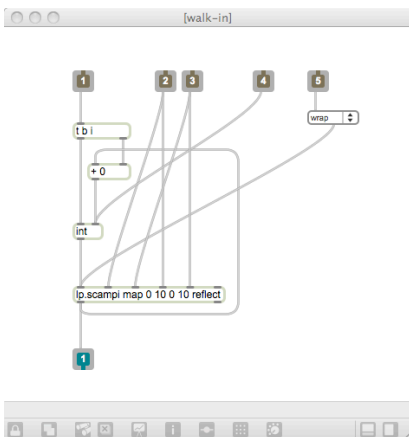 [walk-in]
1 2 3 4 5
wrap
t b i
+ 0
int
lp.scampi map 0 10 0 10 reflect
1